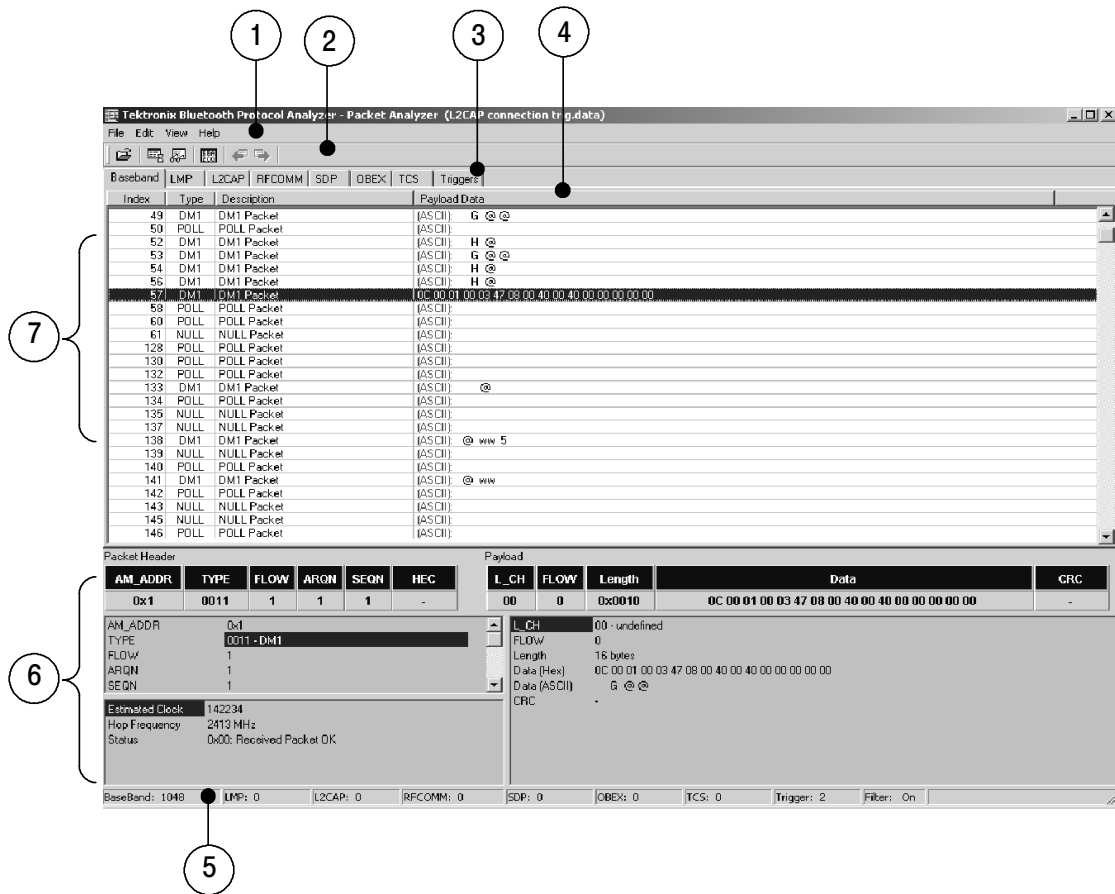 1
2
3
4
Tektronix Bluetooth Protocol Analyzer - Packet Analyzer (L2CAP connection trig.data)
File Edit View Help
Baseband LMP L2CAP RFCOMM SDP OBEX TCS Triggers
Index Type Description Payload Data
49 DM1 DM1 Packet (ASCII): G @ @
50 POLL POLL Packet (ASCII):
52 DM1 DM1 Packet (ASCII): H @
53 DM1 DM1 Packet (ASCII): G @ @
54 DM1 DM1 Packet (ASCII): H @
56 DM1 DM1 Packet (ASCII): H @
57 DM1 DM1 Packet 0C 00 01 00 03 47 08 00 40 00 40 00 00 00 00 00
58 POLL POLL Packet (ASCII):
60 POLL POLL Packet (ASCII):
61 NULL NULL Packet (ASCII):
128 POLL POLL Packet (ASCII):
130 POLL POLL Packet (ASCII):
132 POLL POLL Packet (ASCII):
133 DM1 DM1 Packet (ASCII): @
134 POLL POLL Packet (ASCII):
135 NULL NULL Packet (ASCII):
137 NULL NULL Packet (ASCII):
138 DM1 DM1 Packet (ASCII): @ ww 5
139 NULL NULL Packet (ASCII):
140 POLL POLL Packet (ASCII):
141 DM1 DM1 Packet (ASCII): @ ww
142 POLL POLL Packet (ASCII):
143 NULL NULL Packet (ASCII):
145 NULL NULL Packet (ASCII):
146 POLL POLL Packet (ASCII):
7
Packet Header Payload
AM_ADDR TYPE FLOW ARQN SEQN HEC L_CH FLOW Length Data CRC
0x1 0011 1 1 1 - 00 0 0x0010 0C 00 01 00 03 47 08 00 40 00 40 00 00 00 00 00 -
AM_ADDR 0x1
TYPE 0011 - DM1
FLOW 1
ARQN 1
SEQN 1
L_CH 00 - undefined
FLOW 0
Length 16 bytes
Data (Hex) 0C 00 01 00 03 47 08 00 40 00 40 00 00 00 00 00
Data (ASCII) G @ @
CRC -
6
Estimated Clock 142234
Hop Frequency 2413 MHz
Status 0x00: Received Packet OK
BaseBand: 1048 LMP: 0 L2CAP: 0 RFCOMM: 0 SDP: 0 OBEX: 0 TCS: 0 Trigger: 2 Filter: On
5